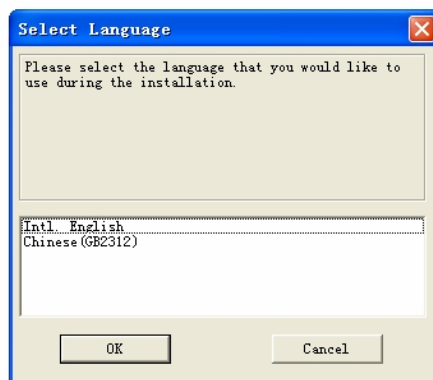 Select Language
Please select the language that you would like to
use during the installation.
Intl. English
Chinese(GB2312)
OK
Cancel